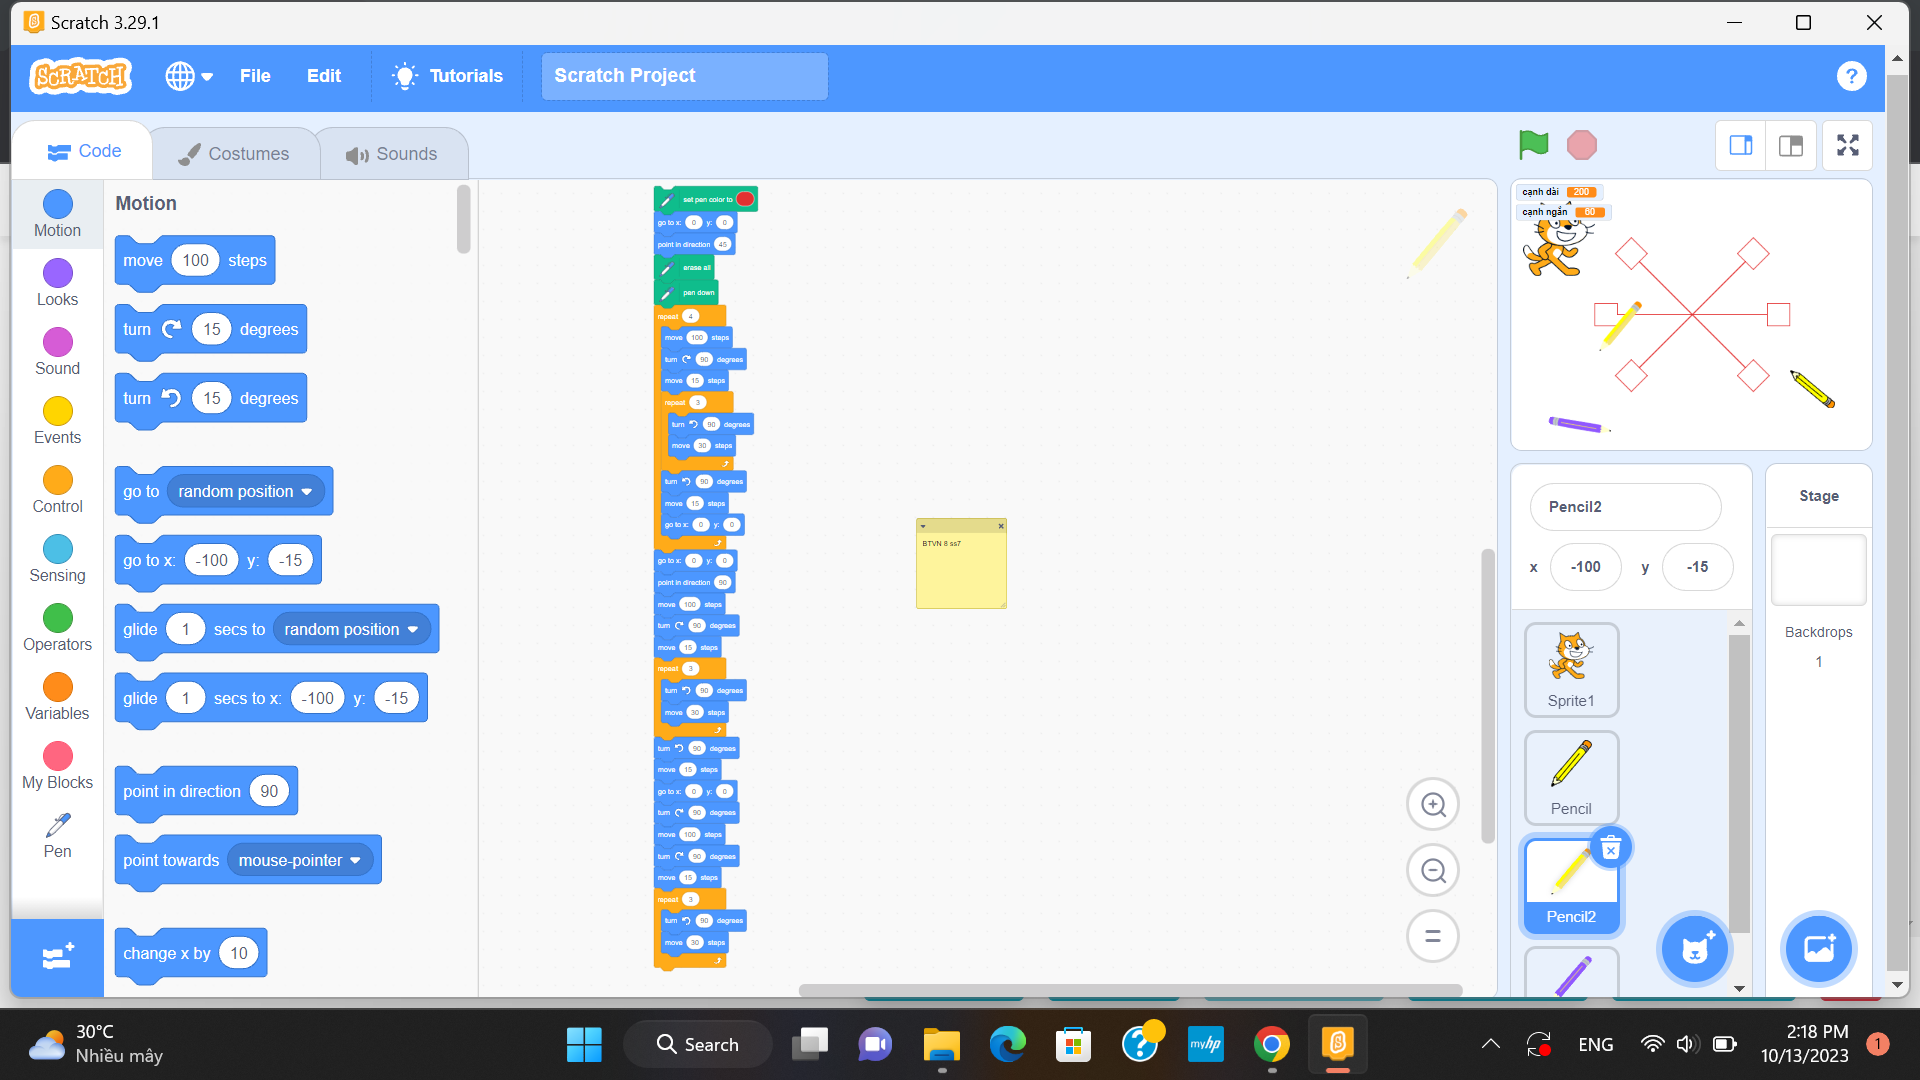 Scratch 3.29.1
SCRATCH
File
Edit
Tutorials
Scratch Project
?
Code
Costumes
Sounds
Motion
Looks
Sound
Events
Control
Sensing
Operators
Variables
My Blocks
Pen
Motion
move 100 steps
turn 15 degrees
turn 15 degrees
go to random position
go to x: -100 y: -15
glide 1 secs to random position
glide 1 secs to x: -100 y: -15
point in direction 90
point towards mouse-pointer
change x by 10
set pen color to
go to x: 0 y: 0
point in direction 45
erase all
pen down
repeat 4
move 100 steps
turn 90 degrees
move 15 steps
repeat 3
turn 90 degrees
move 30 steps
turn 90 degrees
move 15 steps
go to x: 0 y: 0
go to x: 0 y: 0
point in direction 90
move 100 steps
turn 90 degrees
move 15 steps
repeat 3
turn 90 degrees
move 30 steps
turn 90 degrees
move 15 steps
go to x: 0 y: 0
turn 90 degrees
move 100 steps
turn 90 degrees
move 15 steps
repeat 3
turn 90 degrees
move 30 steps
BTVN 8 ss7
cạnh dài 200
cạnh ngắn 60
Pencil2
x -100 y -15
Sprite1
Pencil
Pencil2
Stage
Backdrops
1
30°C
Nhiều mây
Search
myhp
ENG
2:18 PM
10/13/2023
1